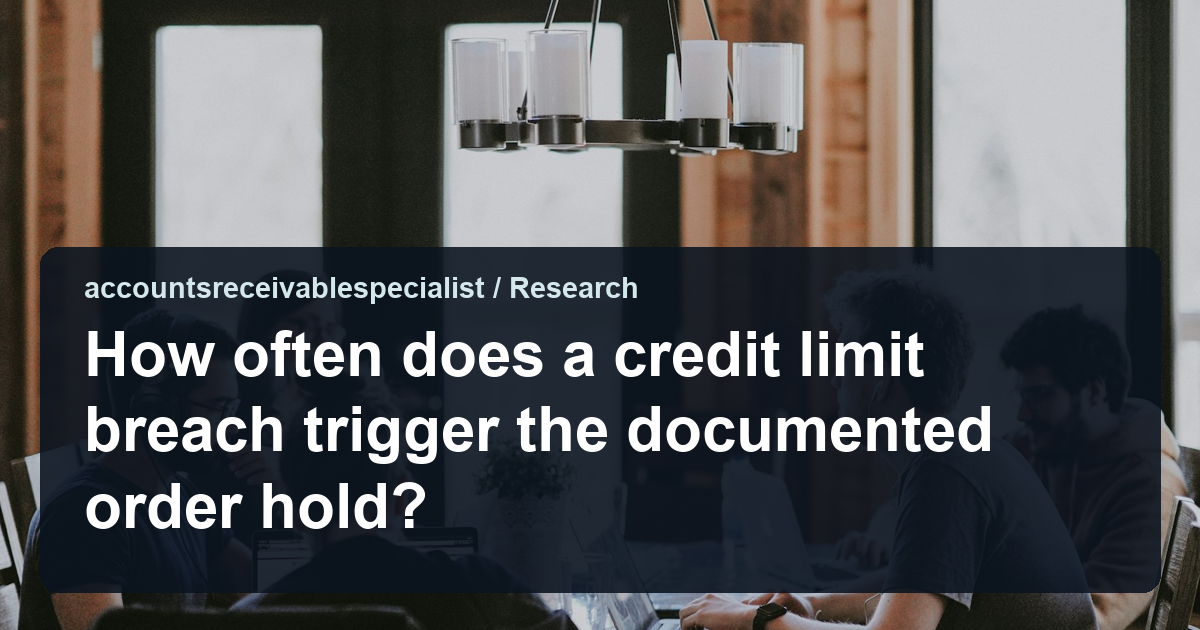 accountsreceivablespecialist / Research
How often does a credit limit
breach trigger the documented
order hold?